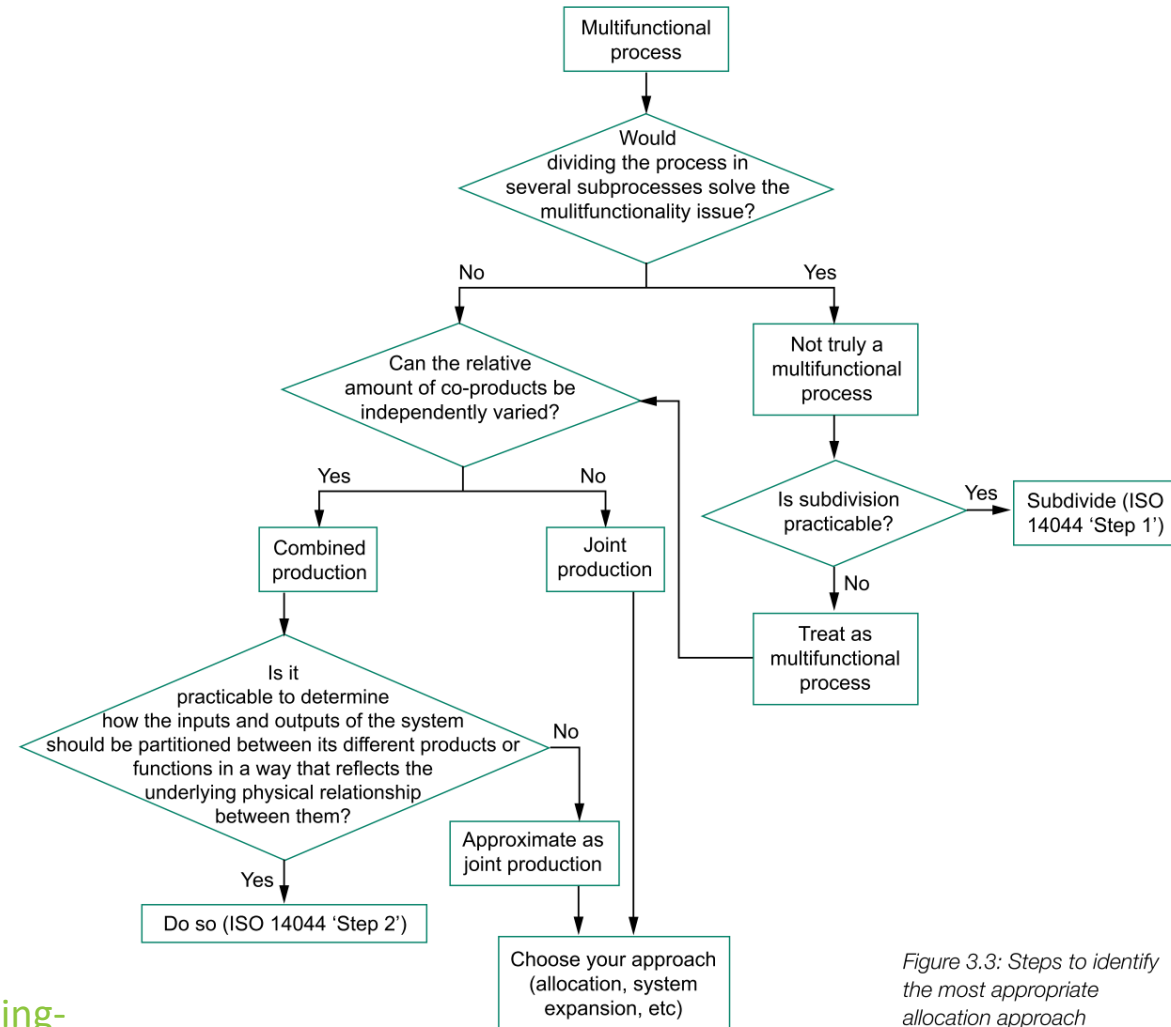 Multifunctional
process
Would
dividing the process in
several subprocesses solve the
mulitfunctionality issue?
No
Yes
Can the relative
amount of co-products be
independently varied?
Not truly a
multifunctional
process
Yes
No
Is subdivision
practicable?
Yes
Subdivide (ISO
14044 ‘Step 1’)
Combined
production
Joint
production
No
Treat as
multifunctional
process
Is it
practicable to determine
how the inputs and outputs of the system
should be partitioned between its different products or
functions in a way that reflects the
underlying physical relationship
between them?
No
Approximate as
joint production
Yes
Do so (ISO 14044 ‘Step 2’)
Choose your approach
(allocation, system
expansion, etc)
Figure 3.3: Steps to identify
the most appropriate
allocation approach
ing-